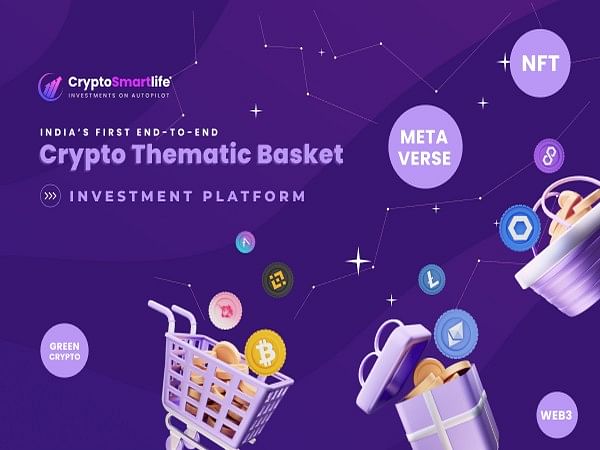 CryptoSmartlife®
INVESTMENTS ON AUTOPILOT
INDIA'S FIRST END-TO-END
Crypto Thematic Basket
INVESTMENT PLATFORM
NFT
META
VERSE
GREEN
CRYPTO
WEB3